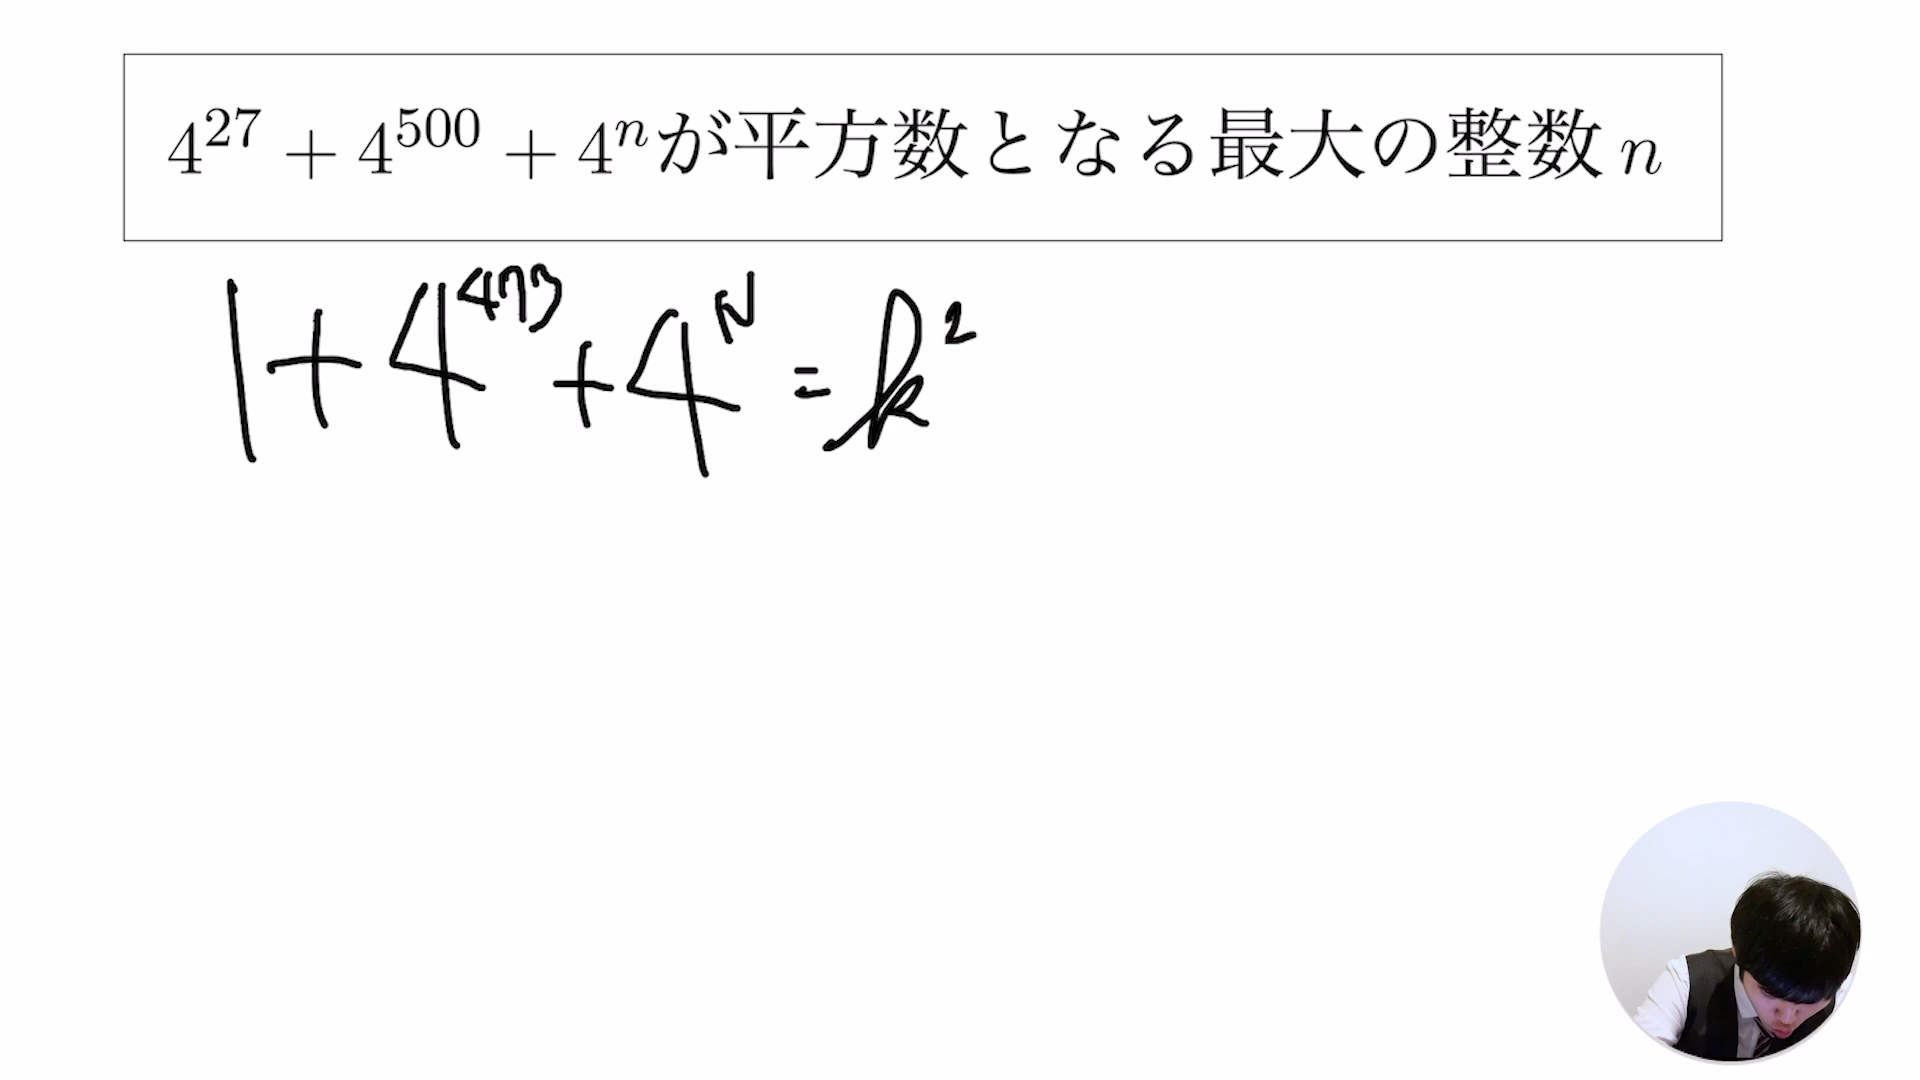 4^{27} + 4^{500} + 4^n が平方数となる最大の整数 n
1+4^{473}+4^N=k^2